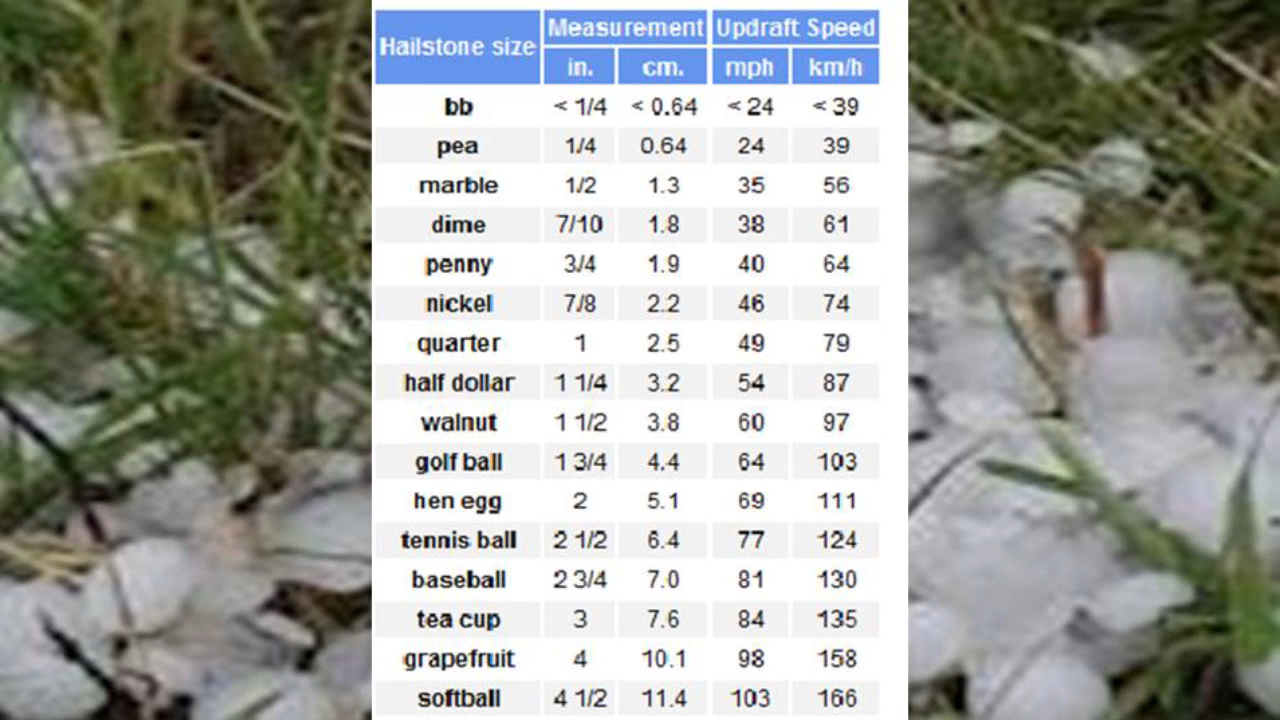 Hailstone size Measurement Updraft Speed
in. cm. mph km/h
bb < 1/4 < 0.64 < 24 < 39
pea 1/4 0.64 24 39
marble 1/2 1.3 35 56
dime 7/10 1.8 38 61
penny 3/4 1.9 40 64
nickel 7/8 2.2 46 74
quarter 1 2.5 49 79
half dollar 1 1/4 3.2 54 87
walnut 1 1/2 3.8 60 97
golf ball 1 3/4 4.4 64 103
hen egg 2 5.1 69 111
tennis ball 2 1/2 6.4 77 124
baseball 2 3/4 7.0 81 130
tea cup 3 7.6 84 135
grapefruit 4 10.1 98 158
softball 4 1/2 11.4 103 166